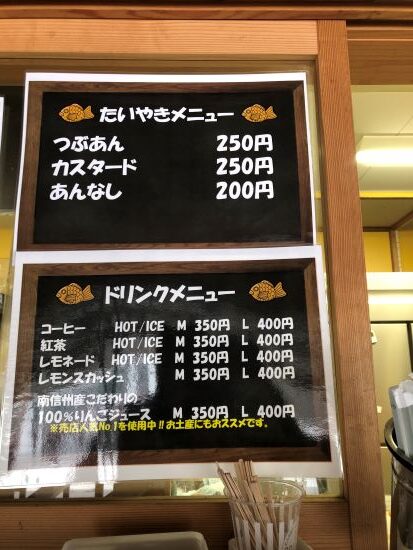 たいやきメニュー
つぶあん 250円
カスタード 250円
あんなし 200円
ドリンクメニュー
コーヒー HOT/ICE M 350円 L 400円
紅茶 HOT/ICE M 350円 L 400円
レモネード HOT/ICE M 350円 L 400円
レモンスカッシュ M 350円 L 400円
南信州産こだわりの
100%りんごジュース M 350円 L 400円
※売店人気No1を使用中!!お土産にもおススメです。